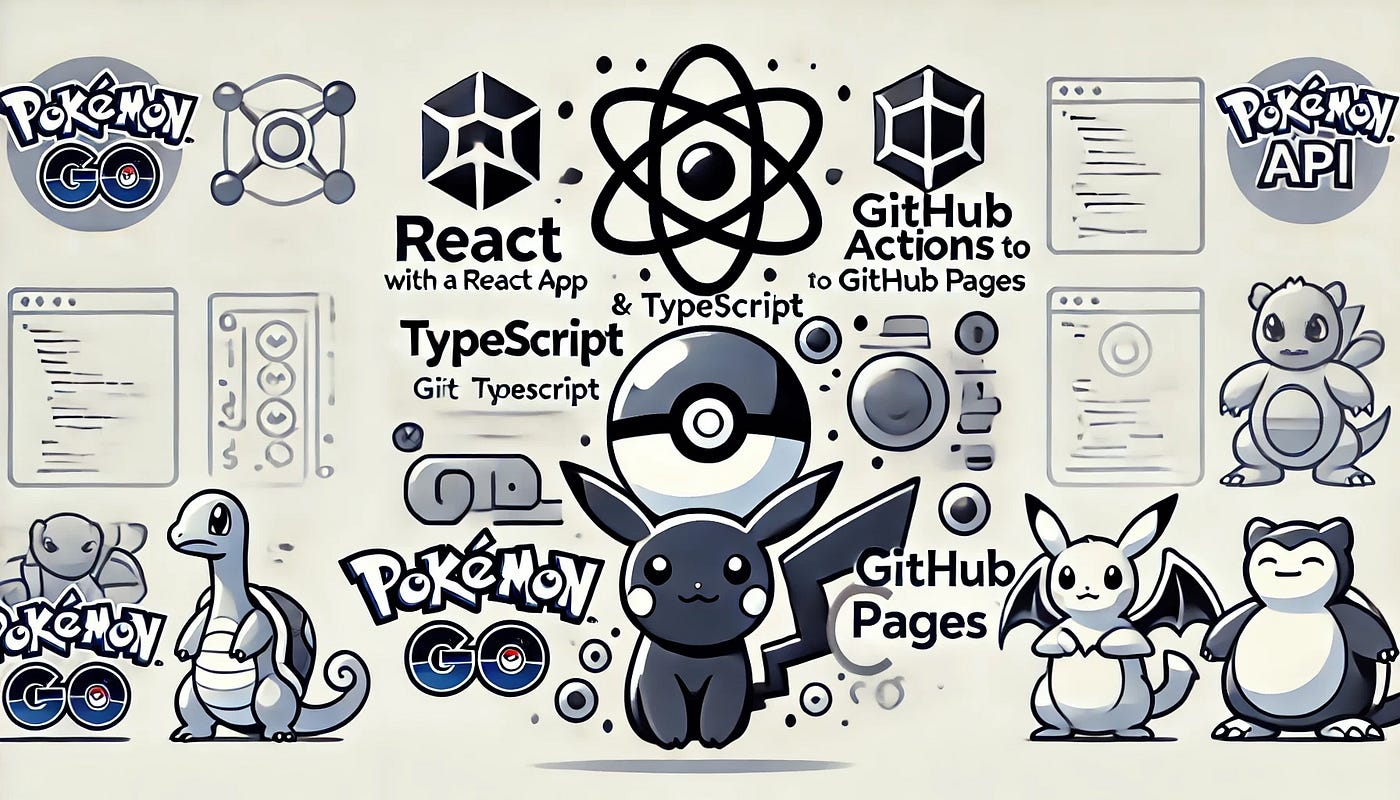 Pokémon
GO
React
with a React App
TypeScript
Git Typescript
& TypeScript
GitHub
Actions to
to GitHub Pages
Pokémon
API
Pokémon
GO
Pokémon
GO
GitHub
Pages